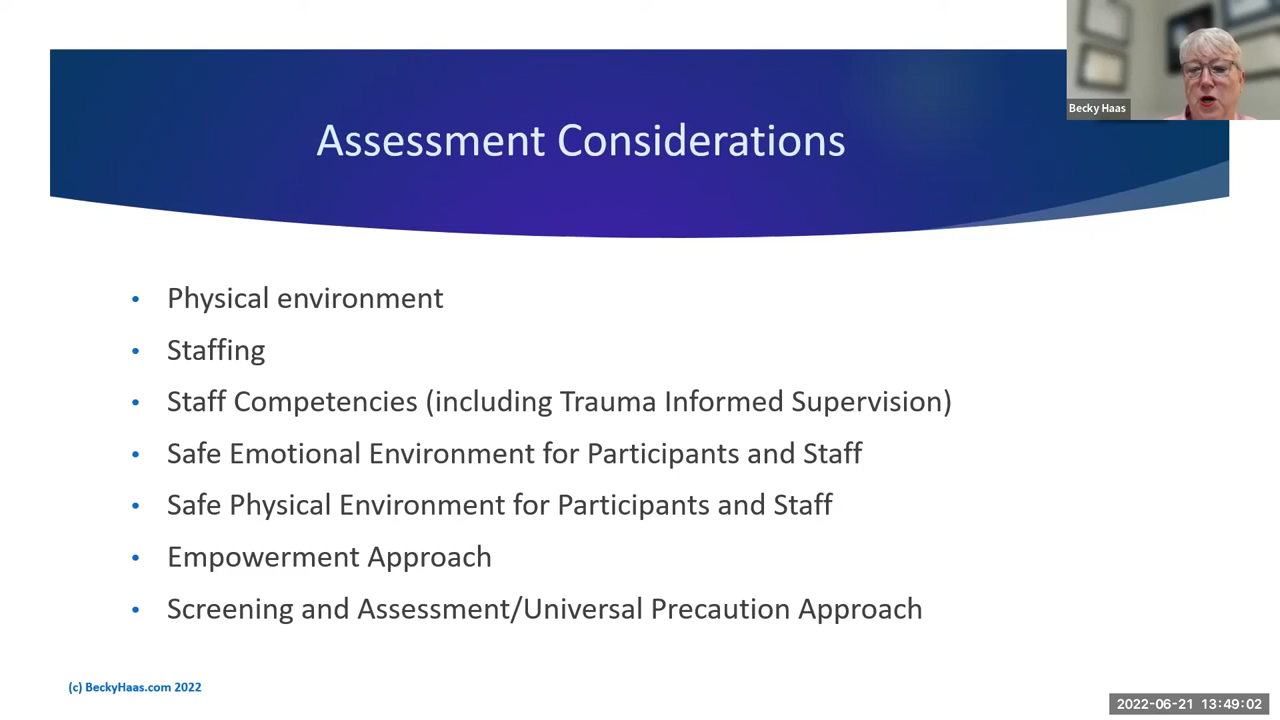 Becky Haas
Assessment Considerations
• Physical environment
• Staffing
• Staff Competencies (including Trauma Informed Supervision)
• Safe Emotional Environment for Participants and Staff
• Safe Physical Environment for Participants and Staff
• Empowerment Approach
• Screening and Assessment/Universal Precaution Approach
(c) BeckyHaas.com 2022
2022-06-21 13:49:02